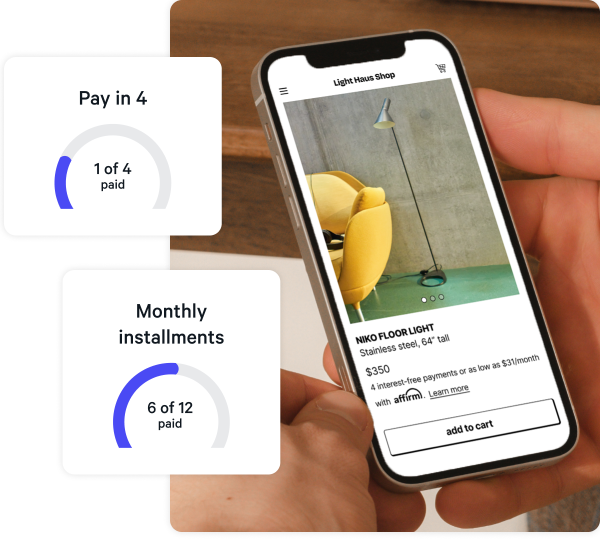 Pay in 4
1 of 4
paid
Monthly
installments
6 of 12
paid
Light Haus Shop
NIKO FLOOR LIGHT
Stainless steel, 64" tall
$350
4 interest-free payments or as low as $31/month
with affirm. Learn more
add to cart